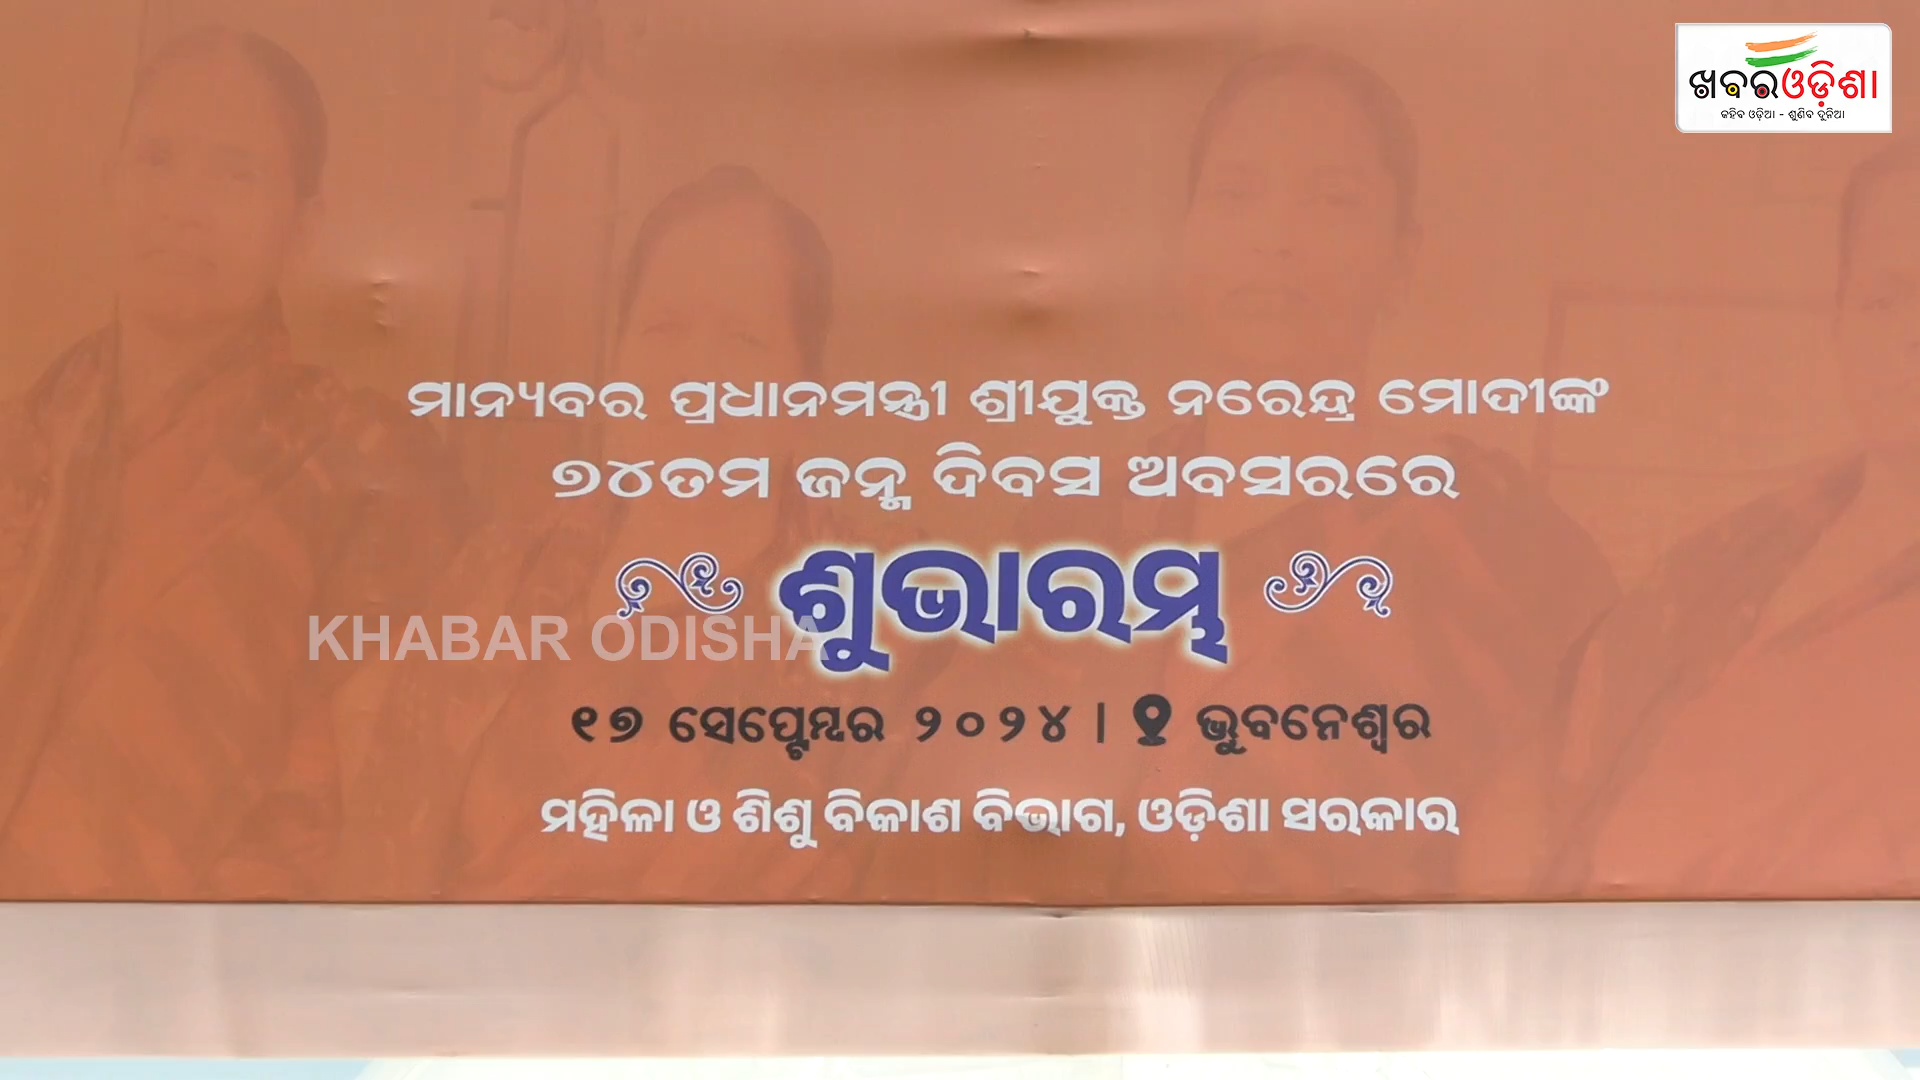 ଖବରଓଡ଼ିଶା
କହିବ ଓଡ଼ିଆ - ଶୁଣିବ ଦୁନିଆ
ମାନ୍ୟବର ପ୍ରଧାନମନ୍ତ୍ରୀ ଶ୍ରୀଯୁକ୍ତ ନରେନ୍ଦ୍ର ମୋଦୀଙ୍କ
୭୪ତମ ଜନ୍ମ ଦିବସ ଅବସରରେ
ଶୁଭାରମ୍ଭ
KHABAR ODISHA
୧୭ ସେପ୍ଟେମ୍ବର ୨୦୨୪ | ଭୁବନେଶ୍ୱର
ମହିଳା ଓ ଶିଶୁ ବିକାଶ ବିଭାଗ, ଓଡ଼ିଶା ସରକାର